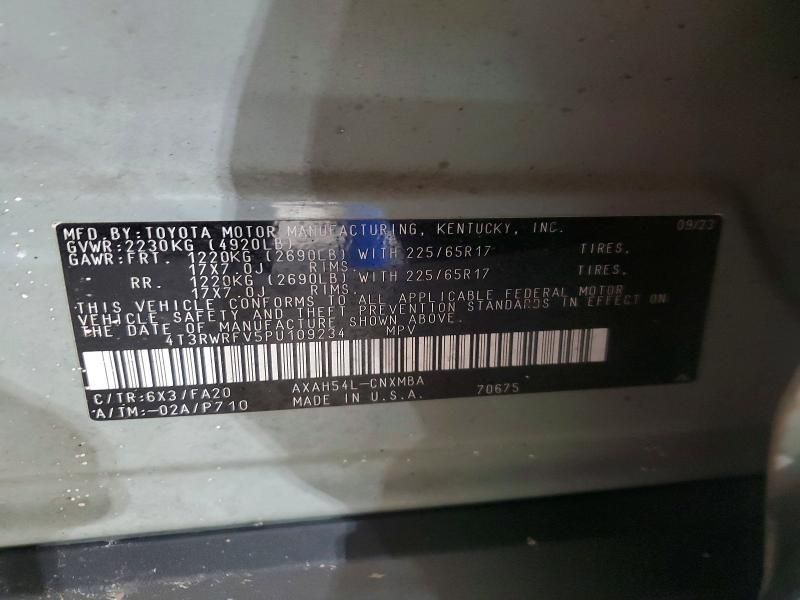 MFD.BY:TOYOTA MOTOR MANUFACTURING, KENTUCKY, INC. 09/23
GVWR:2230KG (4920LB)
GAWR:FRT. 1220KG (2690LB) WITH 225/65R17 TIRES,
17X7.0J RIMS,
RR. 1220KG (2690LB) WITH 225/65R17 TIRES,
17X7.0J RIMS.
THIS VEHICLE CONFORMS TO ALL APPLICABLE FEDERAL MOTOR
VEHICLE SAFETY AND THEFT PREVENTION STANDARDS IN EFFECT ON
THE DATE OF MANUFACTURE SHOWN ABOVE.
4T3RWRFV5PU109234 MPV
C/TR:6X3/FA20 AXAH54L-CNXMBA 70675
A/TM:-02A/P710 MADE IN U.S.A.